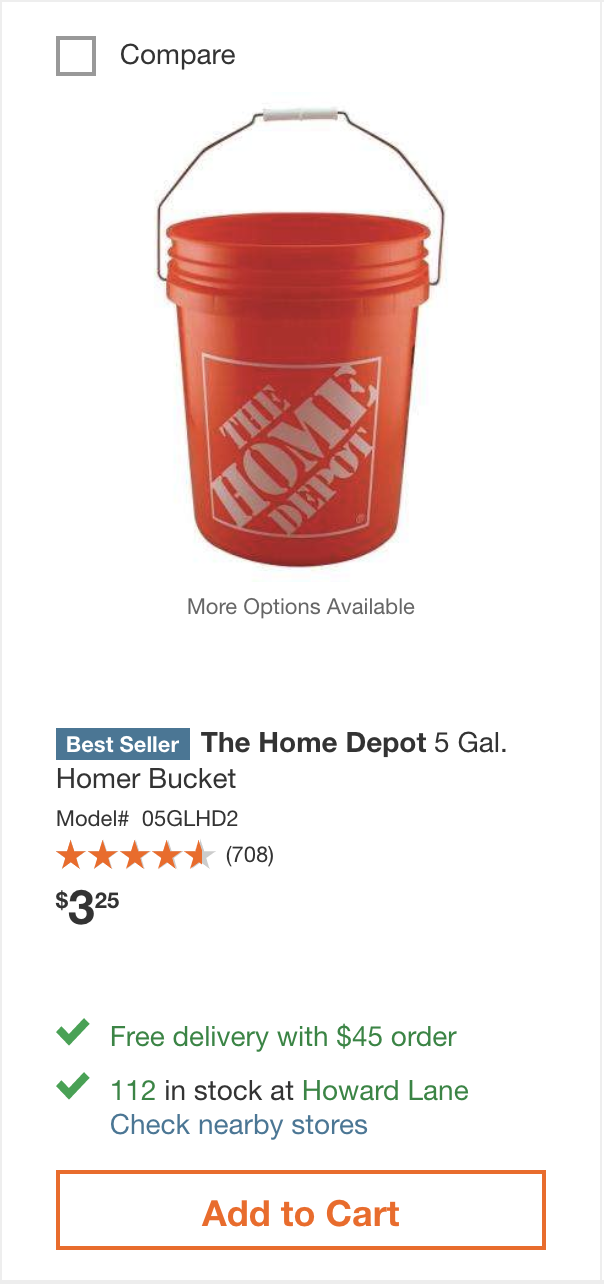 Compare
THE
HOME
DEPOT
®
More Options Available
Best Seller The Home Depot 5 Gal.
Homer Bucket
Model# 05GLHD2
(708)
$3 25
Free delivery with $45 order
112 in stock at Howard Lane
Check nearby stores
Add to Cart